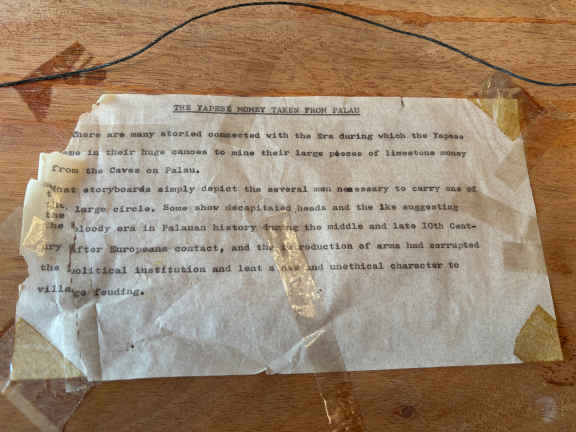 THE YAPESE MONEY TAKEN FROM PALAU
There are many storied connected with the Era during which the Yapese
came in their huge canoes to mine their large pieces of limestone money
from the Caves on Palau.
What storyboards simply depict the several men necessary to carry one of
the large circle. Some show decapitated heads and the like suggesting
the bloody era in Palauan history during the middle and late 10th Cent-
ury after Europeans contact, and the introduction of arms had corrupted
the political institution and lent a new and unethical character to
village feuding.